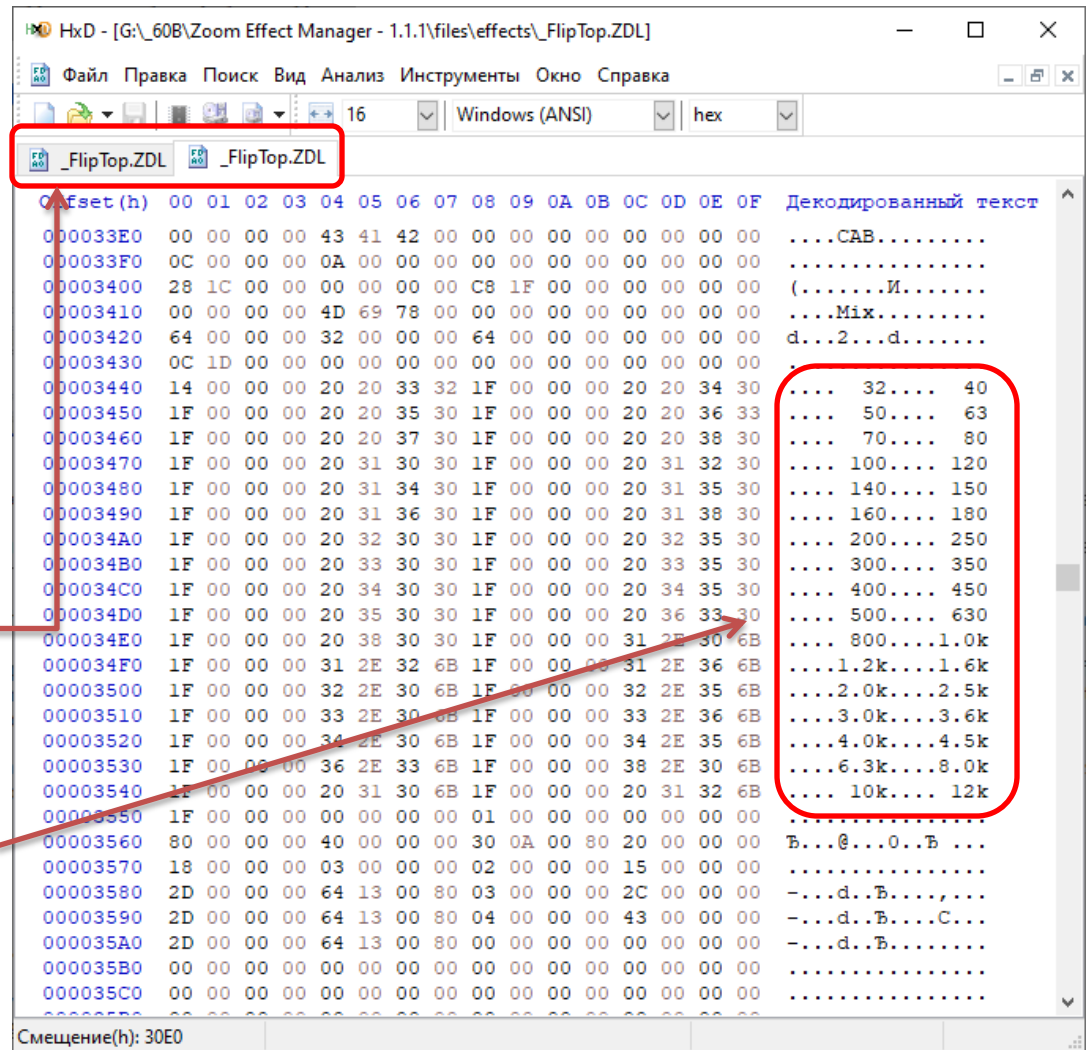 HxD - [G:\_60B\Zoom Effect Manager - 1.1.1\files\effects\_FlipTop.ZDL]
Файл Правка Поиск Вид Анализ Инструменты Окно Справка
16 Windows (ANSI) hex
_FlipTop.ZDL _FlipTop.ZDL
Offset(h) 00 01 02 03 04 05 06 07 08 09 0A 0B 0C 0D 0E 0F Декодированный текст
000033E0 00 00 00 00 43 41 42 00 00 00 00 00 00 00 00 00 ....CAB.........
000033F0 0C 00 00 00 0A 00 00 00 00 00 00 00 00 00 00 00 ................
00003400 28 1C 00 00 00 00 00 00 C8 1F 00 00 00 00 00 00 (.......И.......
00003410 00 00 00 00 4D 69 78 00 00 00 00 00 00 00 00 00 ....Mix.........
00003420 64 00 00 00 32 00 00 00 64 00 00 00 00 00 00 00 d...2...d.......
00003430 0C 1D 00 00 00 00 00 00 00 00 00 00 00 00 00 00 ................
00003440 14 00 00 00 20 20 33 32 1F 00 00 00 20 20 34 30 ....  32....  40
00003450 1F 00 00 00 20 20 35 30 1F 00 00 00 20 20 36 33 ....  50....  63
00003460 1F 00 00 00 20 20 37 30 1F 00 00 00 20 20 38 30 ....  70....  80
00003470 1F 00 00 00 20 31 30 30 1F 00 00 00 20 31 32 30 .... 100.... 120
00003480 1F 00 00 00 20 31 34 30 1F 00 00 00 20 31 35 30 .... 140.... 150
00003490 1F 00 00 00 20 31 36 30 1F 00 00 00 20 31 38 30 .... 160.... 180
000034A0 1F 00 00 00 20 32 30 30 1F 00 00 00 20 32 35 30 .... 200.... 250
000034B0 1F 00 00 00 20 33 30 30 1F 00 00 00 20 33 35 30 .... 300.... 350
000034C0 1F 00 00 00 20 34 30 30 1F 00 00 00 20 34 35 30 .... 400.... 450
000034D0 1F 00 00 00 20 35 30 30 1F 00 00 00 20 36 33 30 .... 500.... 630
000034E0 1F 00 00 00 20 38 30 30 1F 00 00 00 31 2E 30 6B .... 800....1.0k
000034F0 1F 00 00 00 31 2E 32 6B 1F 00 00 00 31 2E 36 6B ....1.2k....1.6k
00003500 1F 00 00 00 32 2E 30 6B 1F 00 00 00 32 2E 35 6B ....2.0k....2.5k
00003510 1F 00 00 00 33 2E 30 6B 1F 00 00 00 33 2E 36 6B ....3.0k....3.6k
00003520 1F 00 00 00 34 2E 30 6B 1F 00 00 00 34 2E 35 6B ....4.0k....4.5k
00003530 1F 00 00 00 36 2E 33 6B 1F 00 00 00 38 2E 30 6B ....6.3k....8.0k
00003540 1F 00 00 00 20 31 30 6B 1F 00 00 00 20 31 32 6B .... 10k.... 12k
00003550 1F 00 00 00 00 00 00 00 01 00 00 00 00 00 00 00 ................
00003560 80 00 00 00 40 00 00 00 30 0A 00 80 20 00 00 00 Ђ...@...0..Ђ ...
00003570 18 00 00 00 03 00 00 00 02 00 00 00 15 00 00 00 ................
00003580 2D 00 00 00 64 13 00 80 03 00 00 00 2C 00 00 00 -...d..Ђ....,...
00003590 2D 00 00 00 64 13 00 80 04 00 00 00 43 00 00 00 -...d..Ђ....C...
000035A0 2D 00 00 00 64 13 00 80 00 00 00 00 00 00 00 00 -...d..Ђ........
000035B0 00 00 00 00 00 00 00 00 00 00 00 00 00 00 00 00 ................
000035C0 00 00 00 00 00 00 00 00 00 00 00 00 00 00 00 00 ................
Смещение(h): 30E0